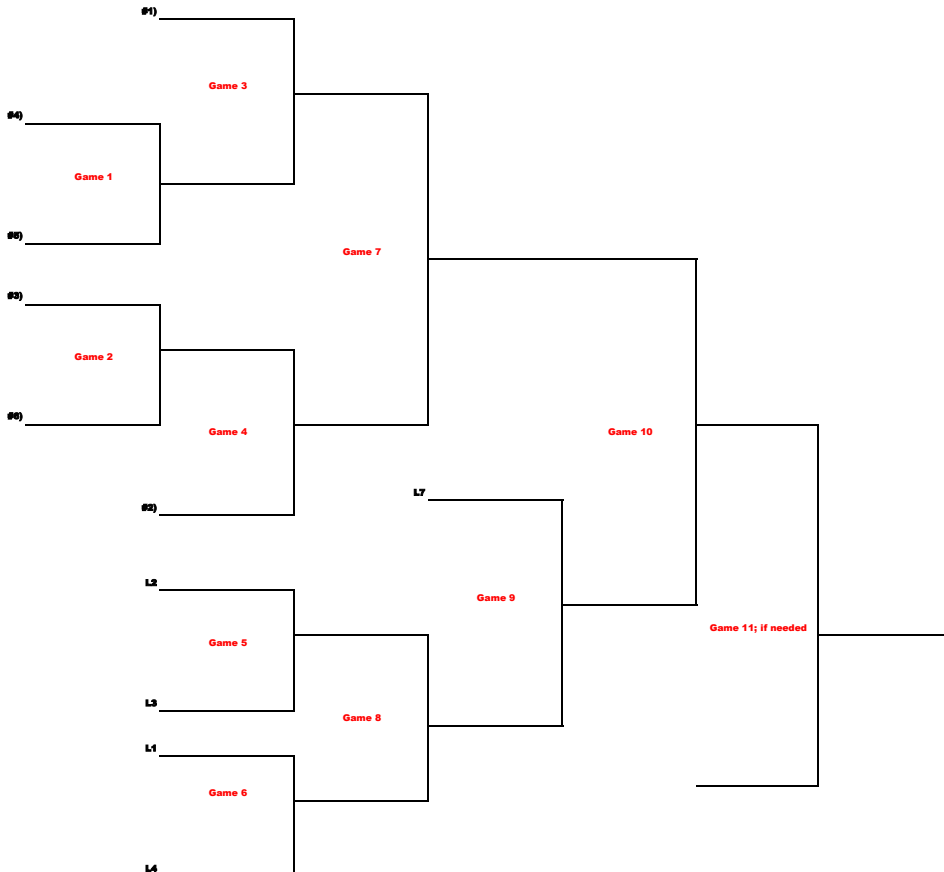 #1)
Game 3
#4)
Game 1
#5)
Game 7
#3)
Game 2
#6)
Game 4
Game 10
L7
#2)
L2
Game 9
Game 11; if needed
Game 5
L3
Game 8
L1
Game 6
L4